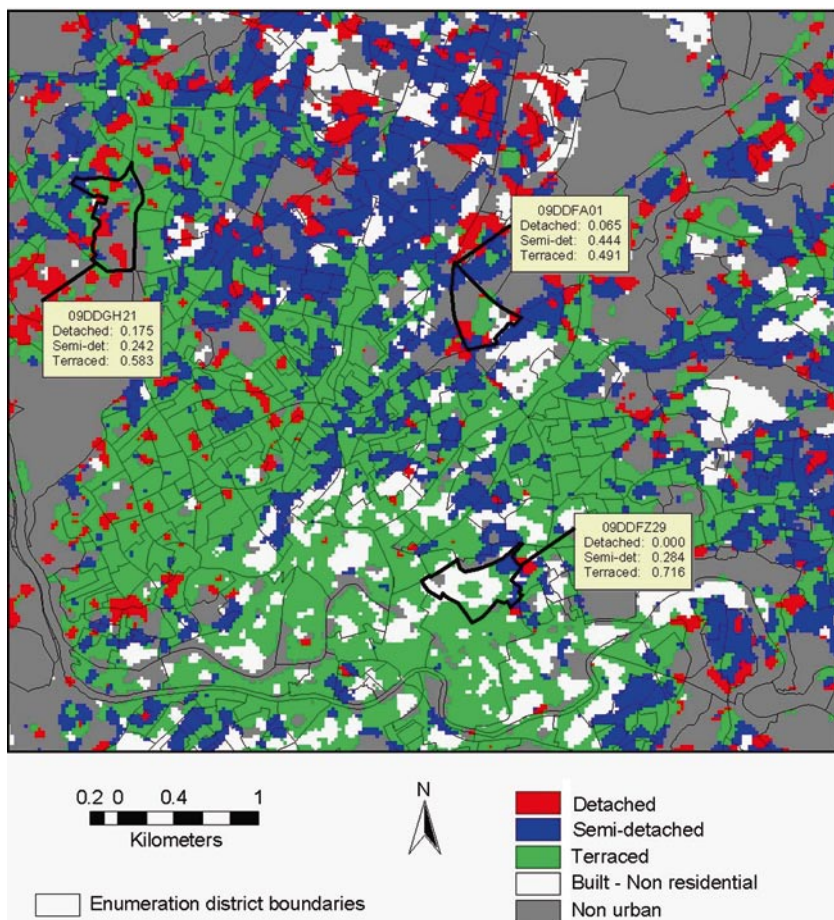 09DDFA01
Detached: 0.065
Semi-det: 0.444
Terraced: 0.491
09DDGH21
Detached: 0.175
Semi-det: 0.242
Terraced: 0.583
09DDFZ29
Detached: 0.000
Semi-det: 0.284
Terraced: 0.716
0.2 0 0.4 1
Kilometers
N
Enumeration district boundaries
Detached
Semi-detached
Terraced
Built - Non residential
Non urban